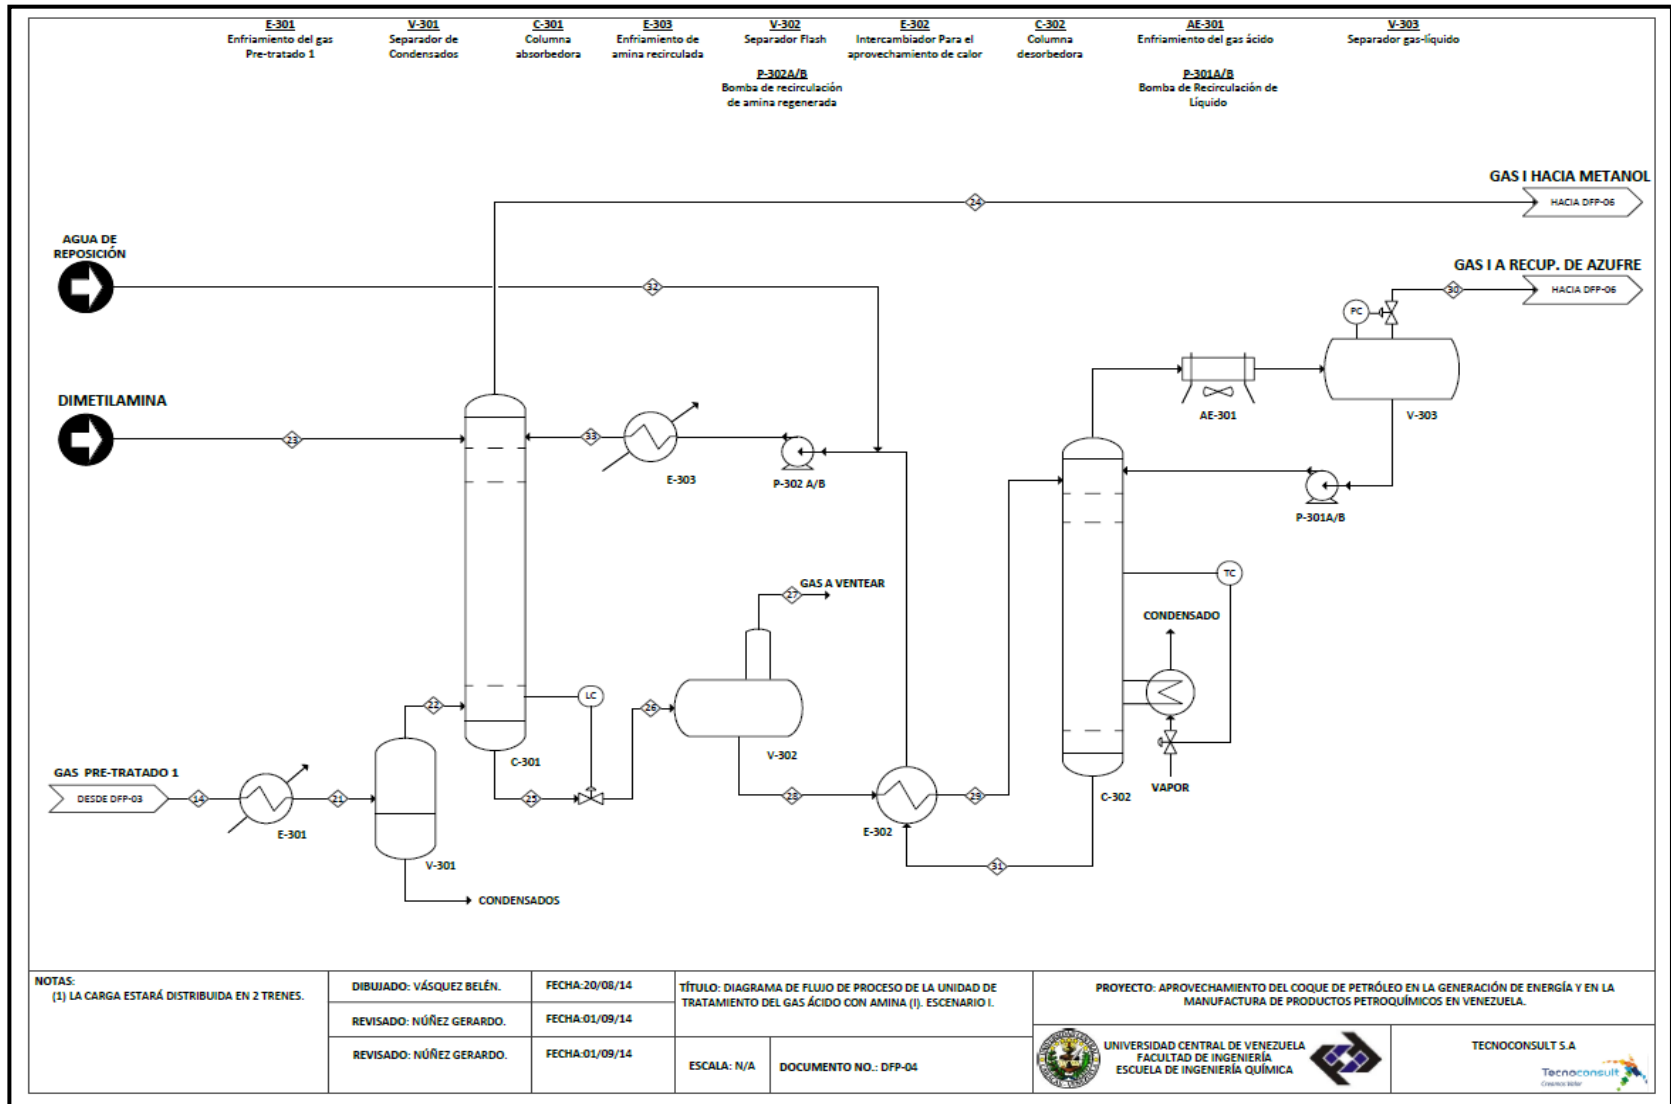 E-301
Enfriamiento del gas
Pre-tratado 1
V-301
Separador de
Condensados
C-301
Columna
absorbedora
E-303
Enfriamiento de
amina recirculada
V-302
Separador Flash
P-302A/B
Bomba de recirculación
de amina regenerada
E-302
Intercambiador Para el
aprovechamiento de calor
C-302
Columna
desorbedora
AE-301
Enfriamiento del gas ácido
P-301A/B
Bomba de Recirculación de
Líquido
V-303
Separador gas-líquido
GAS I HACIA METANOL
24
HACIA DFP-06
AGUA DE
REPOSICIÓN
GAS I A RECUP. DE AZUFRE
32
30
HACIA DFP-06
PC
V-303
AE-301
DIMETILAMINA
23
33
E-303
P-302 A/B
P-301A/B
TC
GAS A VENTEAR
27
CONDENSADO
LC
22
26
V-302
C-301
GAS PRE-TRATADO 1
DESDE DFP-03
14
21
25
28
29
E-301
E-302
C-302
VAPOR
V-301
31
CONDENSADOS
NOTAS:
(1) LA CARGA ESTARÁ DISTRIBUIDA EN 2 TRENES.
DIBUJADO: VÁSQUEZ BELÉN.
FECHA:20/08/14
REVISADO: NÚÑEZ GERARDO.
FECHA:01/09/14
REVISADO: NÚÑEZ GERARDO.
FECHA:01/09/14
TÍTULO: DIAGRAMA DE FLUJO DE PROCESO DE LA UNIDAD DE
TRATAMIENTO DEL GAS ÁCIDO CON AMINA (I). ESCENARIO I.
ESCALA: N/A
DOCUMENTO NO.: DFP-04
PROYECTO: APROVECHAMIENTO DEL COQUE DE PETRÓLEO EN LA GENERACIÓN DE ENERGÍA Y EN LA
MANUFACTURA DE PRODUCTOS PETROQUÍMICOS EN VENEZUELA.
UNIVERSIDAD CENTRAL DE VENEZUELA
FACULTAD DE INGENIERÍA
ESCUELA DE INGENIERÍA QUÍMICA
TECNOCONSULT S.A
Tecnoconsult
Creamos Valor